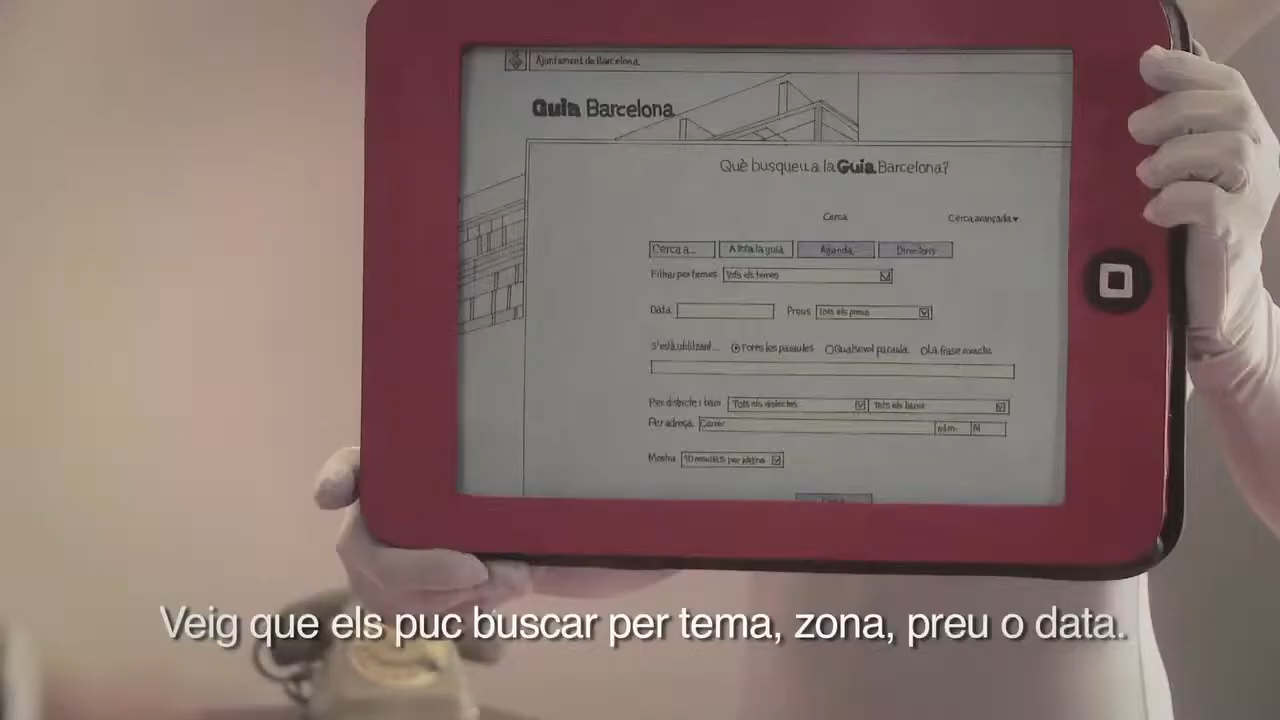 Ajuntament de Barcelona
Guia Barcelona
Què busqueu a la Guia Barcelona?
Cerca
Cerca avançada
Cerca a...
A tota la guia
Agenda
Directori
Filtrar per temes
Tots els temes
Data
Preus
Tots els preus
S'està utilitzant...
Totes les paraules
Qualsevol paraula
La frase exacte
Per districte i barri
Tots els districtes
Tots els barris
Per adreça
Carrer
núm.
Mostra
10 resultats per pàgina
Veig que els puc buscar per tema, zona, preu o data.